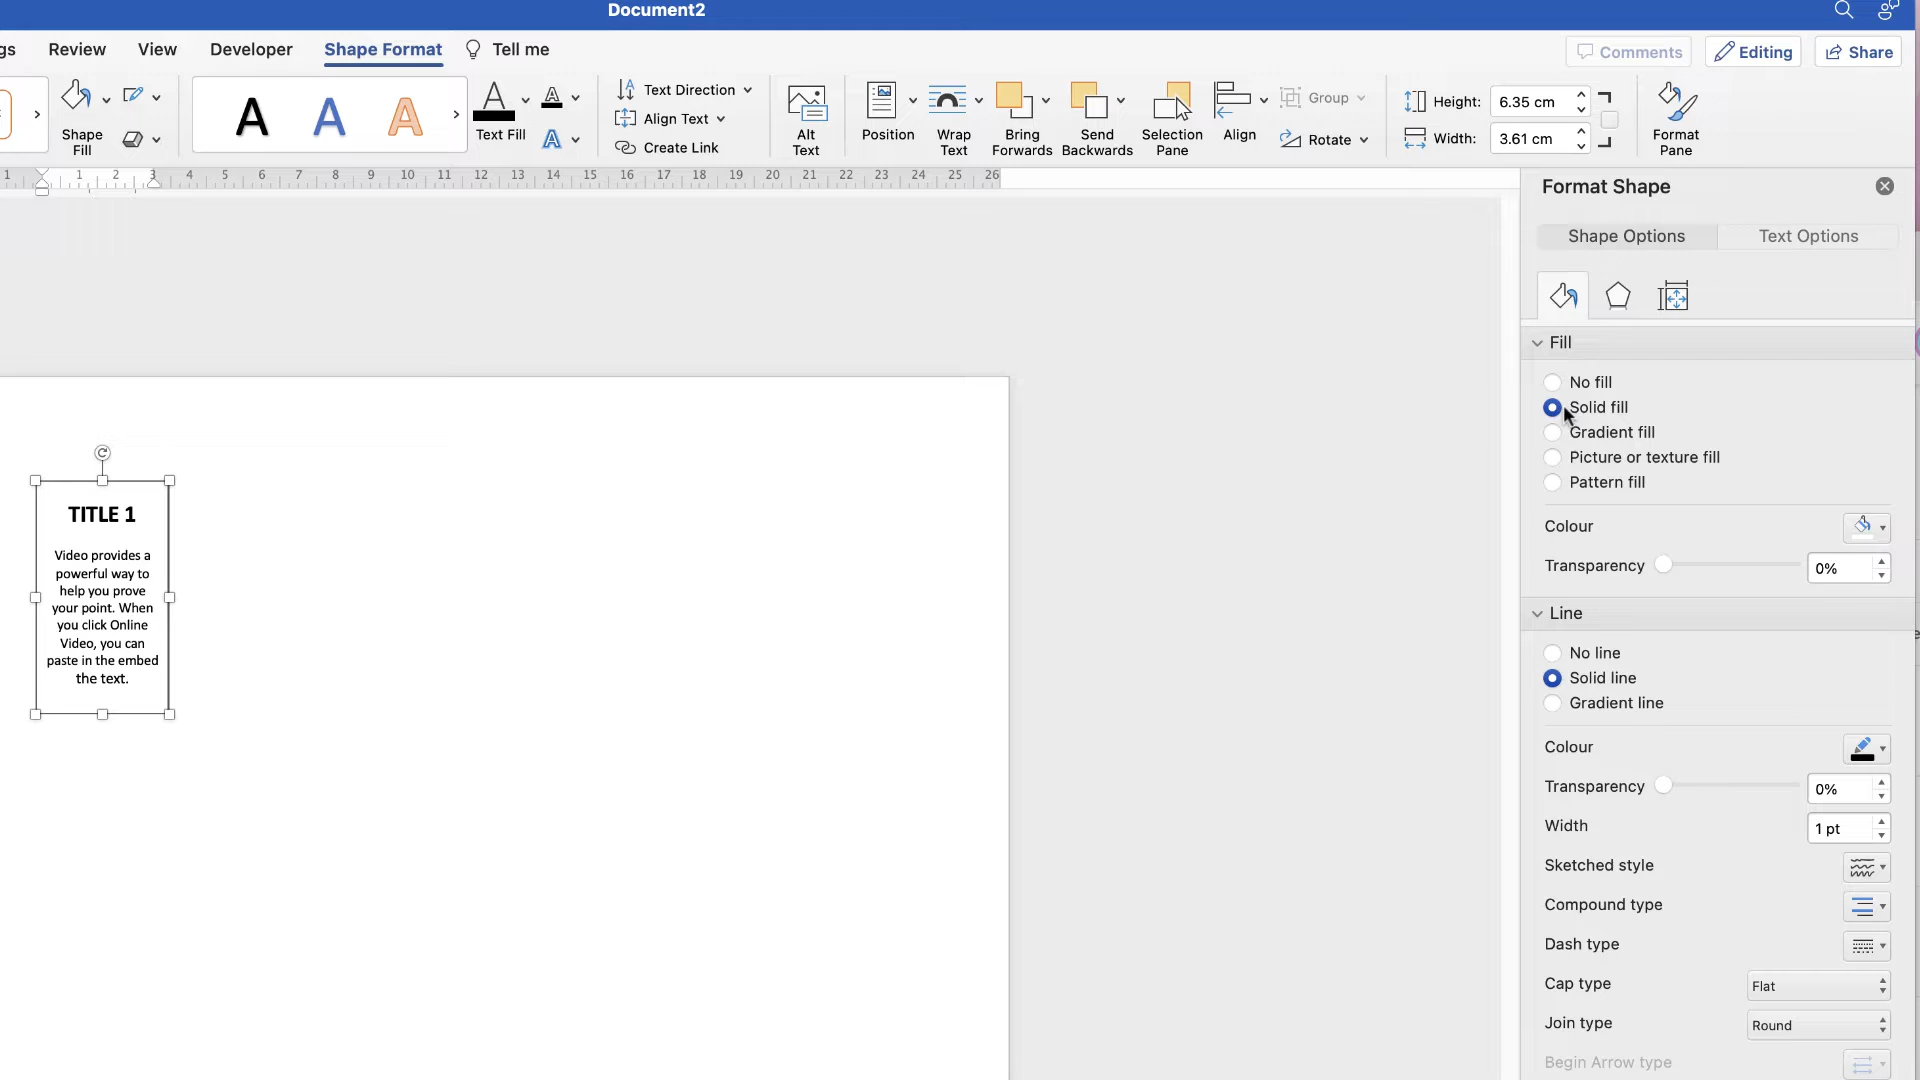 Document2
gs Review View Developer Shape Format Tell me
Comments Editing Share
Shape
Fill
A A A
Text Fill
Text Direction
Align Text
Create Link
Alt
Text
Position
Wrap
Text
Bring
Forwards
Send
Backwards
Selection
Pane
Align
Group
Rotate
Height: 6.35 cm
Width: 3.61 cm
Format
Pane
1 1 2 3 4 5 6 7 8 9 10 11 12 13 14 15 16 17 18 19 20 21 22 23 24 25 26
TITLE 1
Video provides a
powerful way to
help you prove
your point. When
you click Online
Video, you can
paste in the embed
the text.
Format Shape
Shape Options Text Options
Fill
No fill
Solid fill
Gradient fill
Picture or texture fill
Pattern fill
Colour
Transparency 0%
Line
No line
Solid line
Gradient line
Colour
Transparency 0%
Width 1 pt
Sketched style
Compound type
Dash type
Cap type Flat
Join type Round
Begin Arrow type